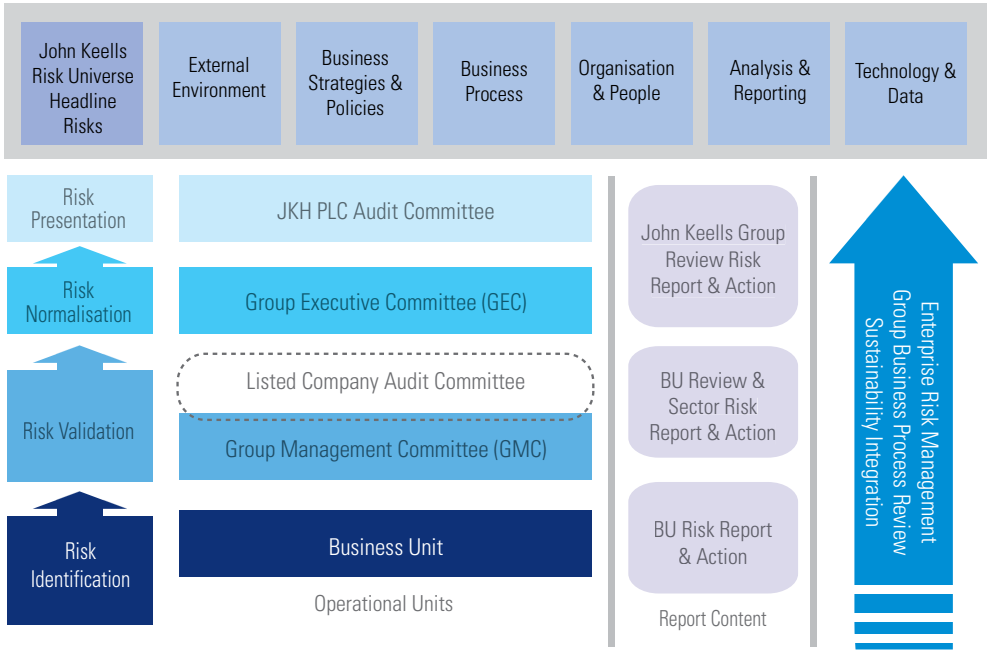 John Keells
Risk Universe
Headline
Risks
External
Environment
Business
Strategies &
Policies
Business
Process
Organisation
& People
Analysis &
Reporting
Technology &
Data
Risk
Presentation
JKH PLC Audit Committee
John Keells Group
Review Risk
Report & Action
Risk
Normalisation
Group Executive Committee (GEC)
Risk Validation
Listed Company Audit Committee
Group Management Committee (GMC)
BU Review &
Sector Risk
Report & Action
Risk
Identification
Business Unit
BU Risk Report
& Action
Operational Units
Report Content
Enterprise Risk Management
Group Business Process Review
Sustainability Integration